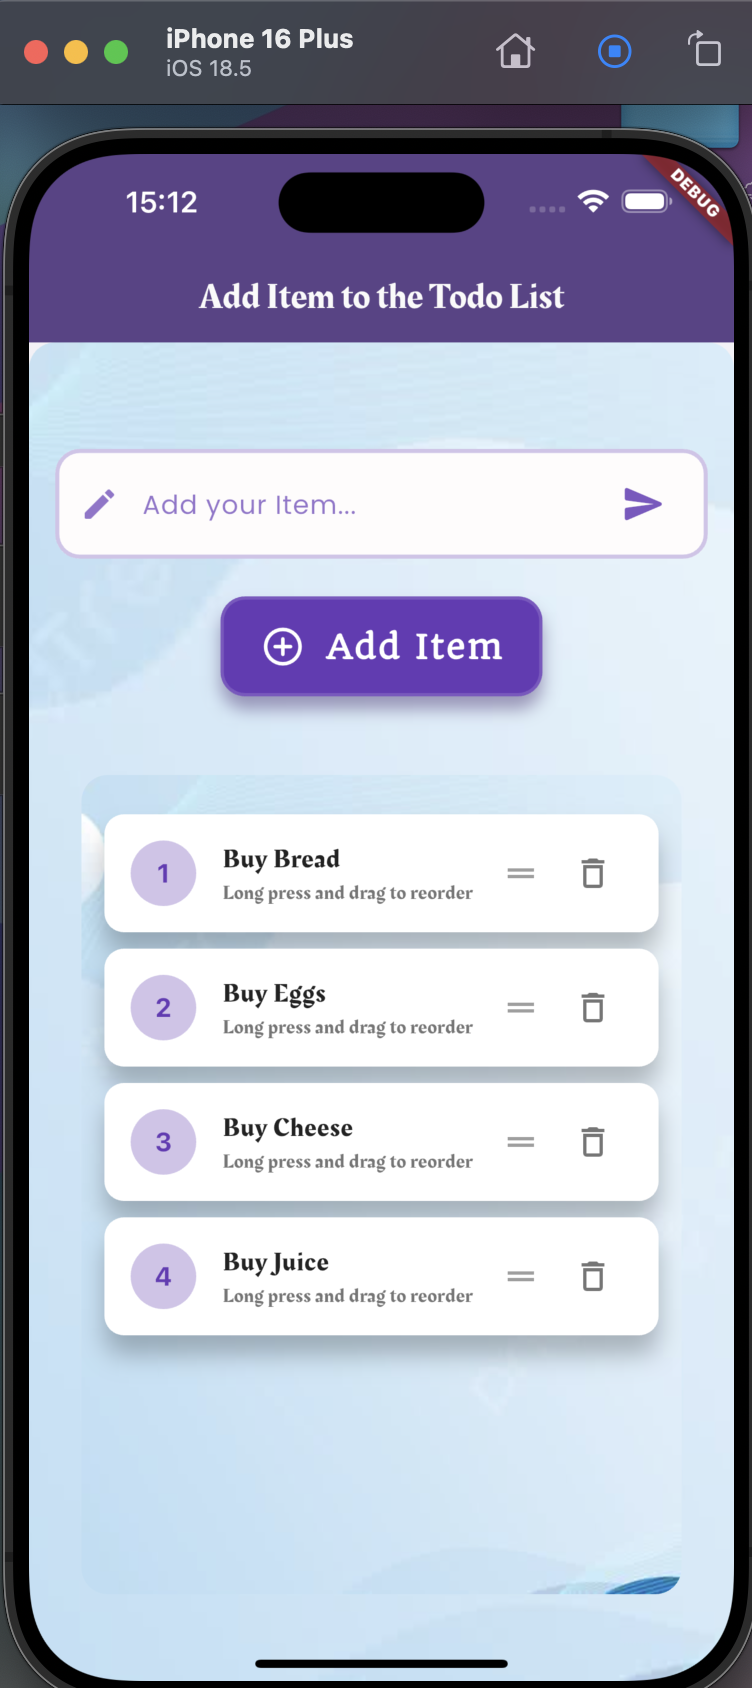 iPhone 16 Plus
iOS 18.5
15:12
DEBUG
Add Item to the Todo List
Add your Item...
Add Item
1
Buy Bread
Long press and drag to reorder
2
Buy Eggs
Long press and drag to reorder
3
Buy Cheese
Long press and drag to reorder
4
Buy Juice
Long press and drag to reorder